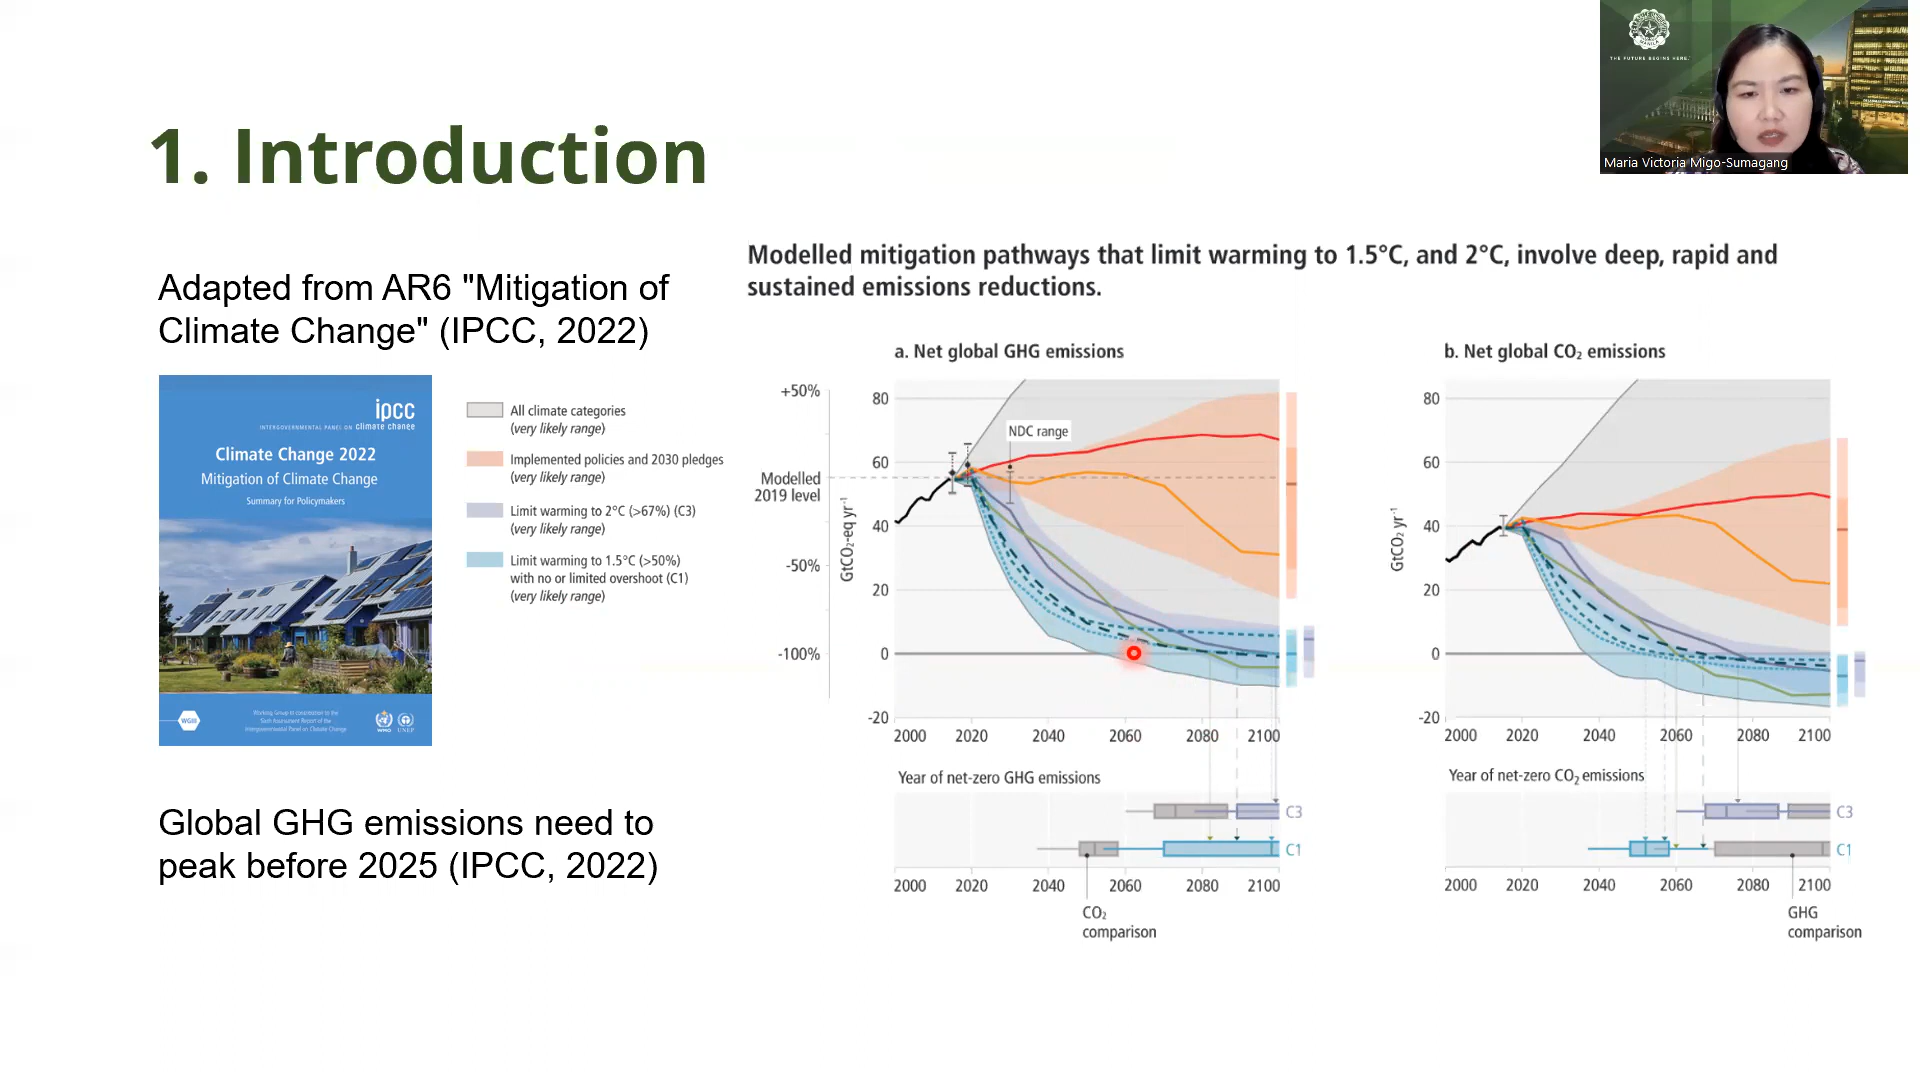 THE FUTURE BEGINS HERE.
Maria Victoria Migo-Sumagang
1. Introduction
Adapted from AR6 "Mitigation of
Climate Change" (IPCC, 2022)
ipcc
INTERGOVERNMENTAL PANEL ON climate change
Climate Change 2022
Mitigation of Climate Change
Summary for Policymakers
WGIII
Working Group III contribution to the
Sixth Assessment Report of the
Intergovernmental Panel on Climate Change
WMO
UNEP
All climate categories
(very likely range)
Implemented policies and 2030 pledges
(very likely range)
Limit warming to 2°C (>67%) (C3)
(very likely range)
Limit warming to 1.5°C (>50%)
with no or limited overshoot (C1)
(very likely range)
Global GHG emissions need to
peak before 2025 (IPCC, 2022)
Modelled mitigation pathways that limit warming to 1.5°C, and 2°C, involve deep, rapid and
sustained emissions reductions.
a. Net global GHG emissions
+50%
Modelled
2019 level
-50%
-100%
GtCO₂-eq yr⁻¹
80
60
40
20
0
-20
NDC range
2000 2020 2040 2060 2080 2100
Year of net-zero GHG emissions
C3
C1
2000 2020 2040 2060 2080 2100
CO₂
comparison
b. Net global CO₂ emissions
GtCO₂ yr⁻¹
80
60
40
20
0
-20
2000 2020 2040 2060 2080 2100
Year of net-zero CO₂ emissions
C3
C1
2000 2020 2040 2060 2080 2100
GHG
comparison